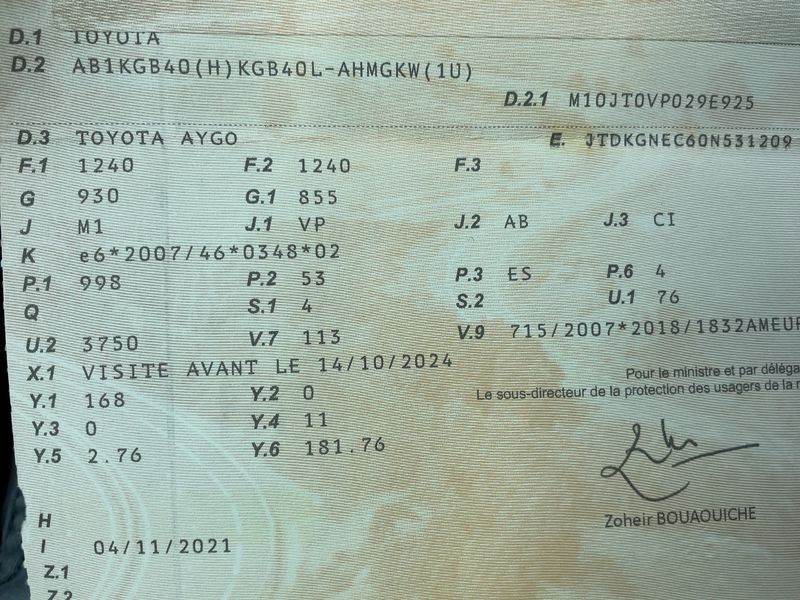 D.1 TOYOTA
D.2 AB1KGB40(H)KGB40L-AHMGKW(1U)
D.2.1 M10JT0VP029E925
D.3 TOYOTA AYGO E. JTDKGNEC60N531209
F.1 1240 F.2 1240 F.3
G 930 G.1 855
J M1 J.1 VP J.2 AB J.3 CI
K e6*2007/46*0348*02
P.1 998 P.2 53 P.3 ES P.6 4
Q S.1 4 S.2 U.1 76
U.2 3750 V.7 113 V.9 715/2007*2018/1832AMEUR
X.1 VISITE AVANT LE 14/10/2024
Pour le ministre et par déléga
Y.1 168 Y.2 0
Le sous-directeur de la protection des usagers de la r
Y.3 0 Y.4 11
Y.5 2.76 Y.6 181.76
Zoheir BOUAOUICHE
H
I 04/11/2021
Z.1
Z.2